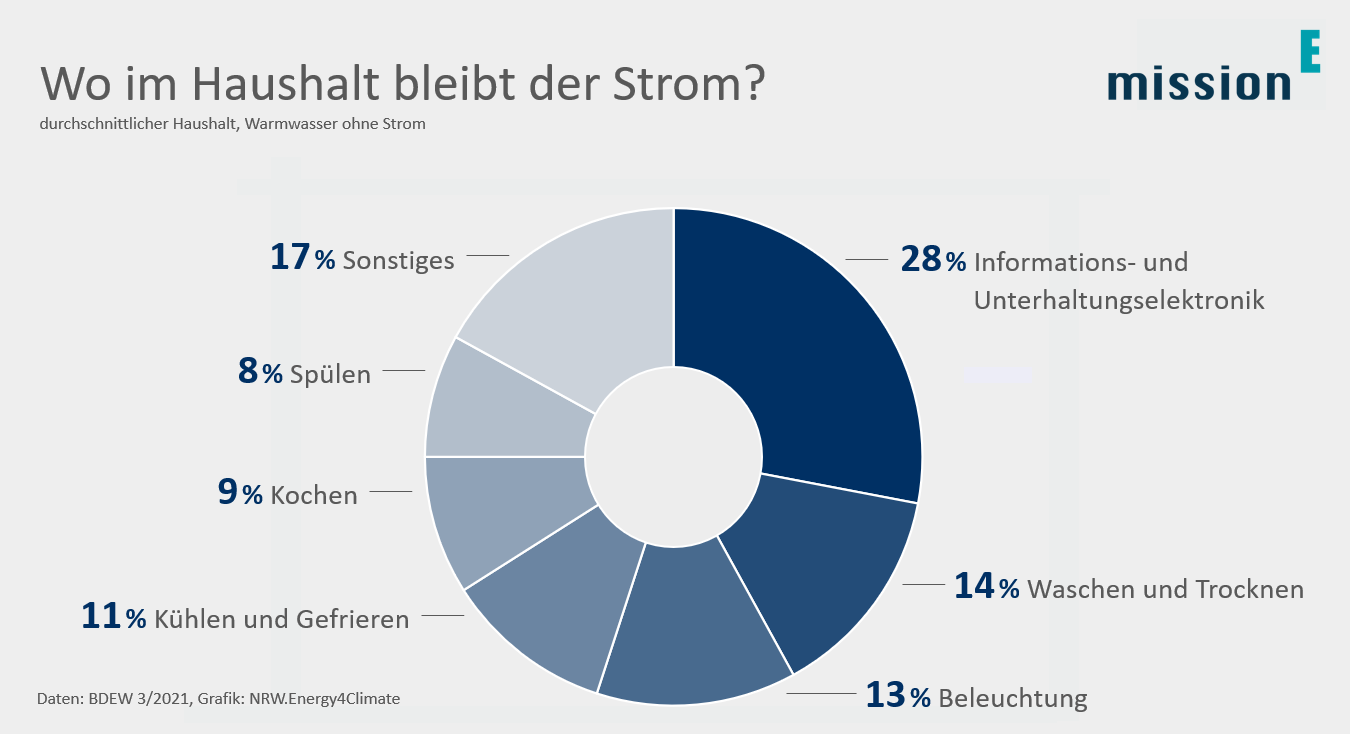 Wo im Haushalt bleibt der Strom?
durchschnittlicher Haushalt, Warmwasser ohne Strom
mission E
28% Informations- und
Unterhaltungselektronik
14% Waschen und Trocknen
13% Beleuchtung
11% Kühlen und Gefrieren
9% Kochen
8% Spülen
17% Sonstiges
Daten: BDEW 3/2021, Grafik: NRW.Energy4Climate